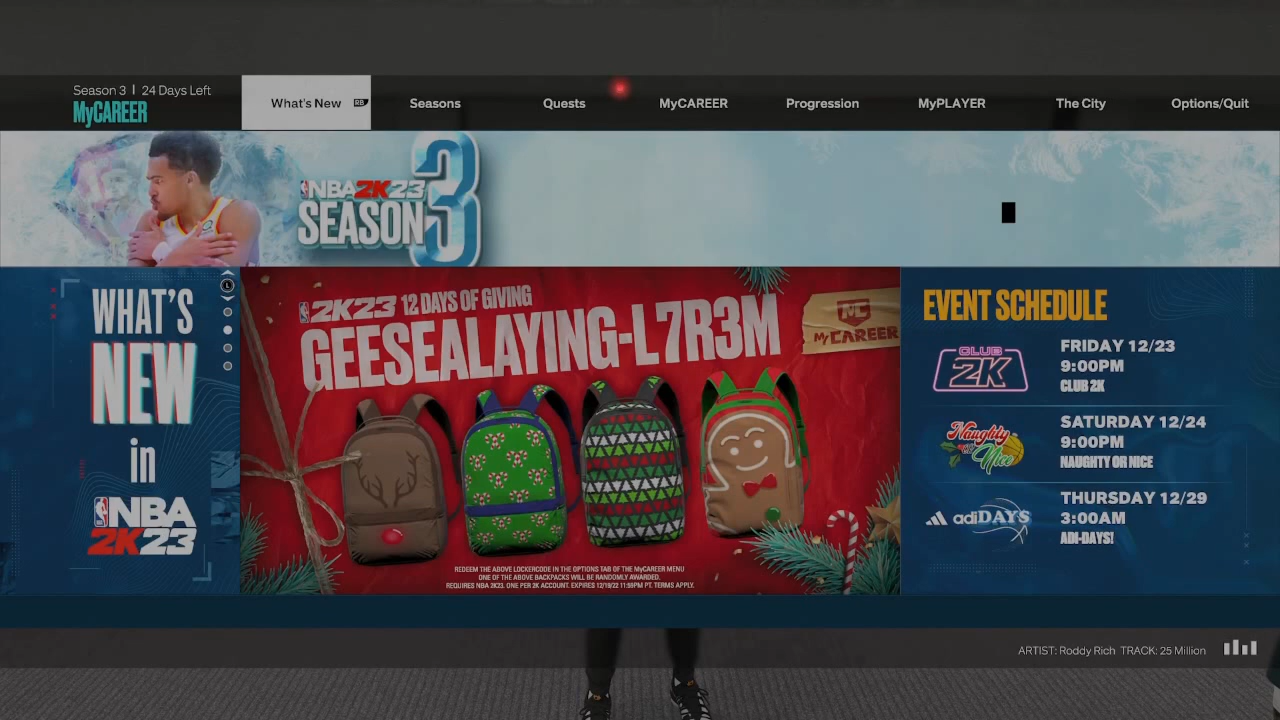 Season 3 | 24 Days Left
MyCAREER
What's New RB
Seasons
Quests
MyCAREER
Progression
MyPLAYER
The City
Options/Quit
NBA2K23
SEASON 3
WHAT'S
NEW
in
NBA
2K23
L
2K23 12 DAYS OF GIVING
GEESEALAYING-L7R3M
MC
MyCAREER
REDEEM THE ABOVE LOCKERCODE IN THE OPTIONS TAB OF THE MyCAREER MENU
ONE OF THE ABOVE BACKPACKS WILL BE RANDOMLY AWARDED.
REQUIRES NBA 2K23. ONE PER 2K ACCOUNT. EXPIRES 12/19/22 11:59PM PT. TERMS APPLY.
EVENT SCHEDULE
CLUB
2K
FRIDAY 12/23
9:00PM
CLUB 2K
Naughty
Nice
SATURDAY 12/24
9:00PM
NAUGHTY OR NICE
adiDAYS
THURSDAY 12/29
3:00AM
ADI-DAYS!
ARTIST: Roddy Rich TRACK: 25 Million